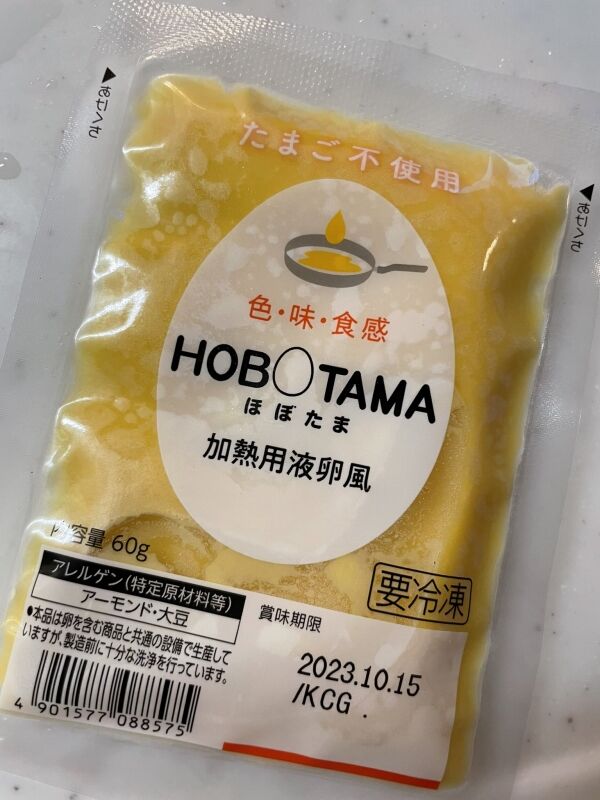 ▶あけくち
たまご不使用
▶あけくち
色・味・食感
HOBOTAMA
ほぼたま
加熱用液卵風
内容量 60g
アレルゲン(特定原材料等)
アーモンド・大豆
●本品は卵を含む商品と共通の設備で生産して
いますが、製造前に十分な洗浄を行っています。
4 901577 088575
要冷凍
賞味期限
2023.10.15
/KCG .